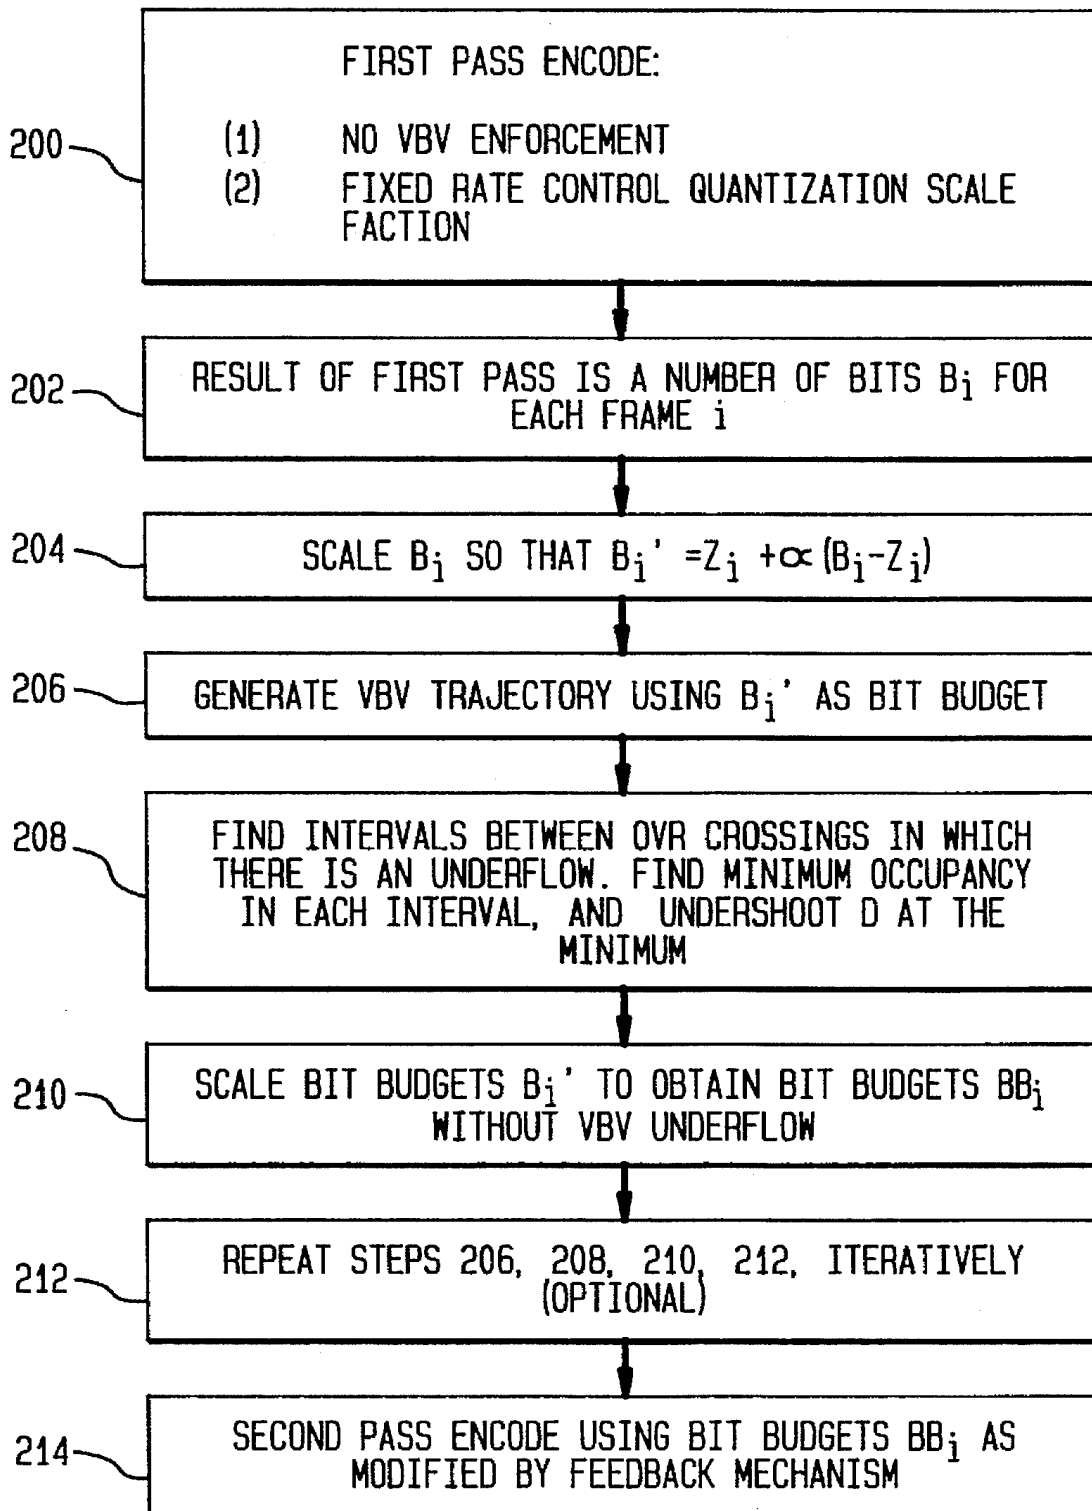 FIRST PASS ENCODE:
200
(1) NO VBV ENFORCEMENT
(2) FIXED RATE CONTROL QUANTIZATION SCALE
FACTION
202
RESULT OF FIRST PASS IS A NUMBER OF BITS Bi FOR
EACH FRAME i
204
SCALE Bi SO THAT Bi' =Zi +∝(Bi-Zi)
206
GENERATE VBV TRAJECTORY USING Bi' AS BIT BUDGET
208
FIND INTERVALS BETWEEN OVR CROSSINGS IN WHICH
THERE IS AN UNDERFLOW. FIND MINIMUM OCCUPANCY
IN EACH INTERVAL, AND UNDERSHOOT D AT THE
MINIMUM
210
SCALE BIT BUDGETS Bi' TO OBTAIN BIT BUDGETS BBi
WITHOUT VBV UNDERFLOW
212
REPEAT STEPS 206, 208, 210, 212, ITERATIVELY
(OPTIONAL)
214
SECOND PASS ENCODE USING BIT BUDGETS BBi AS
MODIFIED BY FEEDBACK MECHANISM